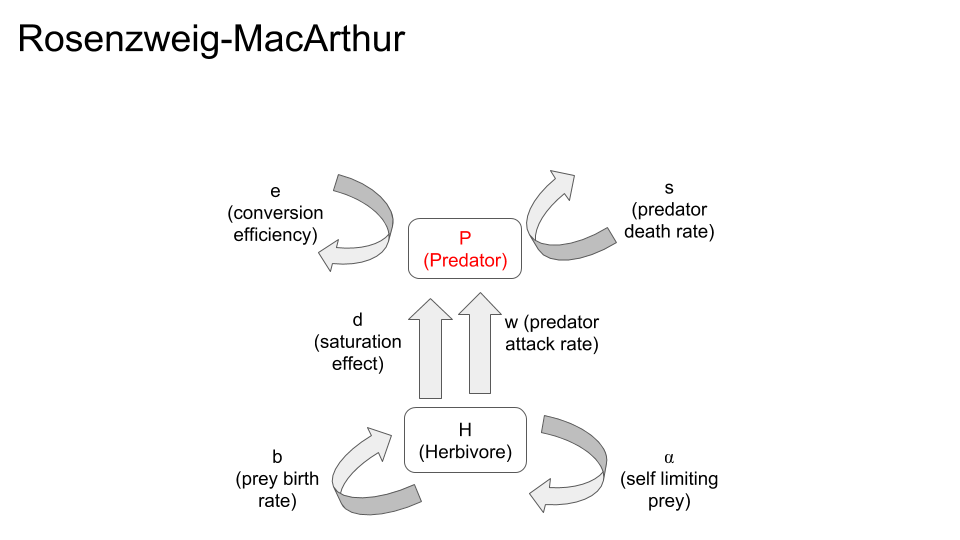 Rosenzweig-MacArthur
e
(conversion
efficiency)
s
(predator
death rate)
P
(Predator)
d
(saturation
effect)
w (predator
attack rate)
H
(Herbivore)
b
(prey birth
rate)
α
(self limiting
prey)